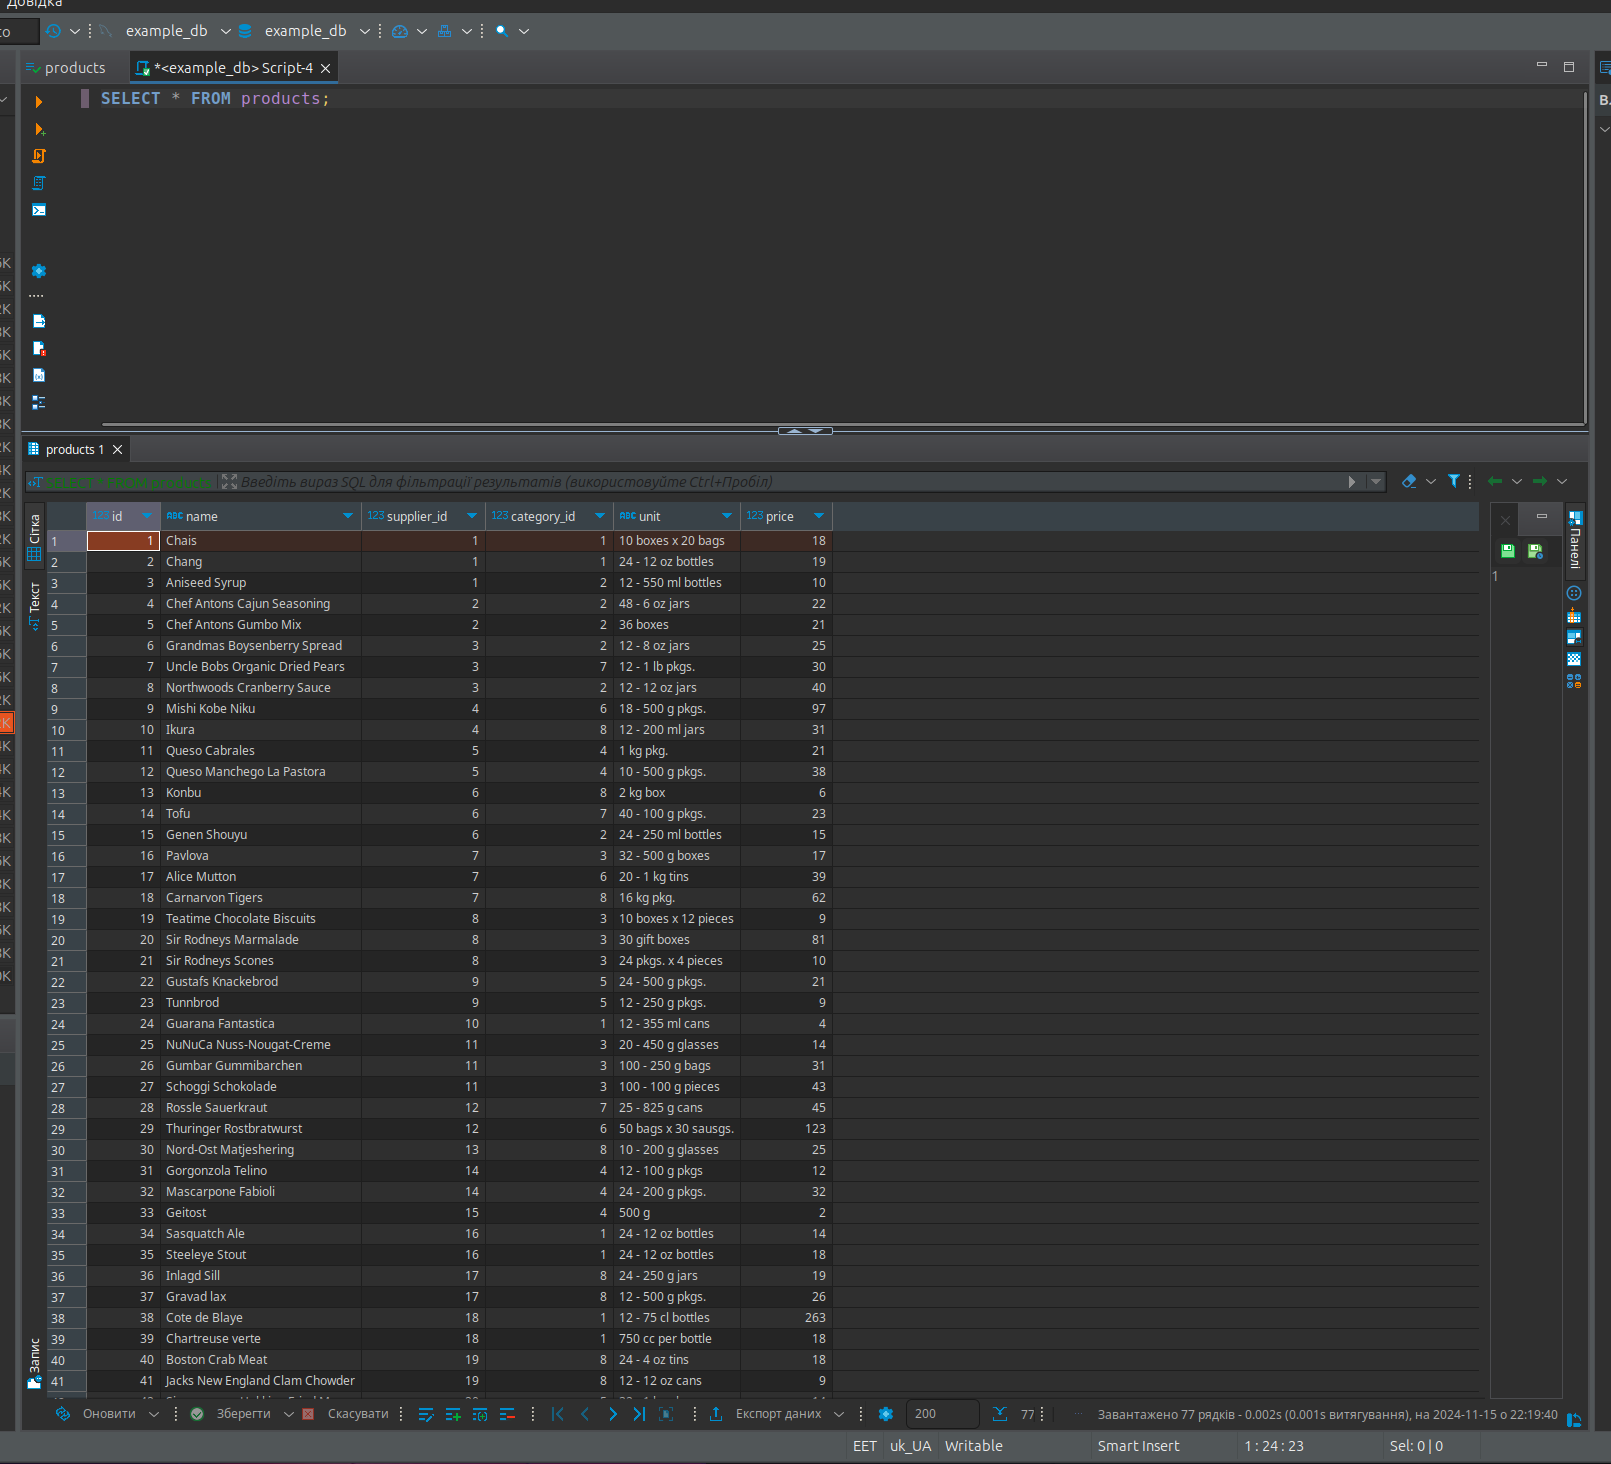 Довідка
example_db example_db
products *<example_db> Script-4
SELECT * FROM products;
products 1
SELECT * FROM products Введіть вираз SQL для фільтрації результатів (використовуйте Ctrl+Пробіл)
Сітка
Текст
Запис
Панелі
123 id ABC name 123 supplier_id 123 category_id ABC unit 123 price
1 1 Chais 1 1 10 boxes x 20 bags 18
2 2 Chang 1 1 24 - 12 oz bottles 19
3 3 Aniseed Syrup 1 2 12 - 550 ml bottles 10
4 4 Chef Antons Cajun Seasoning 2 2 48 - 6 oz jars 22
5 5 Chef Antons Gumbo Mix 2 2 36 boxes 21
6 6 Grandmas Boysenberry Spread 3 2 12 - 8 oz jars 25
7 7 Uncle Bobs Organic Dried Pears 3 7 12 - 1 lb pkgs. 30
8 8 Northwoods Cranberry Sauce 3 2 12 - 12 oz jars 40
9 9 Mishi Kobe Niku 4 6 18 - 500 g pkgs. 97
10 10 Ikura 4 8 12 - 200 ml jars 31
11 11 Queso Cabrales 5 4 1 kg pkg. 21
12 12 Queso Manchego La Pastora 5 4 10 - 500 g pkgs. 38
13 13 Konbu 6 8 2 kg box 6
14 14 Tofu 6 7 40 - 100 g pkgs. 23
15 15 Genen Shouyu 6 2 24 - 250 ml bottles 15
16 16 Pavlova 7 3 32 - 500 g boxes 17
17 17 Alice Mutton 7 6 20 - 1 kg tins 39
18 18 Carnarvon Tigers 7 8 16 kg pkg. 62
19 19 Teatime Chocolate Biscuits 8 3 10 boxes x 12 pieces 9
20 20 Sir Rodneys Marmalade 8 3 30 gift boxes 81
21 21 Sir Rodneys Scones 8 3 24 pkgs. x 4 pieces 10
22 22 Gustafs Knackebrod 9 5 24 - 500 g pkgs. 21
23 23 Tunnbrod 9 5 12 - 250 g pkgs. 9
24 24 Guarana Fantastica 10 1 12 - 355 ml cans 4
25 25 NuNuCa Nuss-Nougat-Creme 11 3 20 - 450 g glasses 14
26 26 Gumbar Gummibarchen 11 3 100 - 250 g bags 31
27 27 Schoggi Schokolade 11 3 100 - 100 g pieces 43
28 28 Rossle Sauerkraut 12 7 25 - 825 g cans 45
29 29 Thuringer Rostbratwurst 12 6 50 bags x 30 sausgs. 123
30 30 Nord-Ost Matjeshering 13 8 10 - 200 g glasses 25
31 31 Gorgonzola Telino 14 4 12 - 100 g pkgs 12
32 32 Mascarpone Fabioli 14 4 24 - 200 g pkgs. 32
33 33 Geitost 15 4 500 g 2
34 34 Sasquatch Ale 16 1 24 - 12 oz bottles 14
35 35 Steeleye Stout 16 1 24 - 12 oz bottles 18
36 36 Inlagd Sill 17 8 24 - 250 g jars 19
37 37 Gravad lax 17 8 12 - 500 g pkgs. 26
38 38 Cote de Blaye 18 1 12 - 75 cl bottles 263
39 39 Chartreuse verte 18 1 750 cc per bottle 18
40 40 Boston Crab Meat 19 8 24 - 4 oz tins 18
41 41 Jacks New England Clam Chowder 19 8 12 - 12 oz cans 9
1
Оновити Зберегти Скасувати Експорт даних 200 77 Завантажено 77 рядків - 0.002s (0.001s витягування), на 2024-11-15 о 22:19:40
EET uk_UA Writable Smart Insert 1 : 24 : 23 Sel: 0 | 0